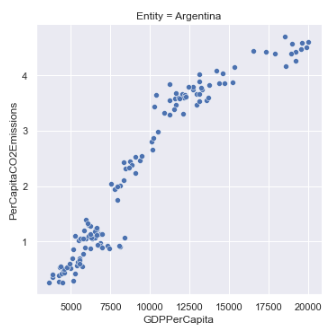 Entity = Argentina
4
3
2
1
PerCapitaCO2Emissions
5000 7500 10000 12500 15000 17500 20000
GDPPerCapita